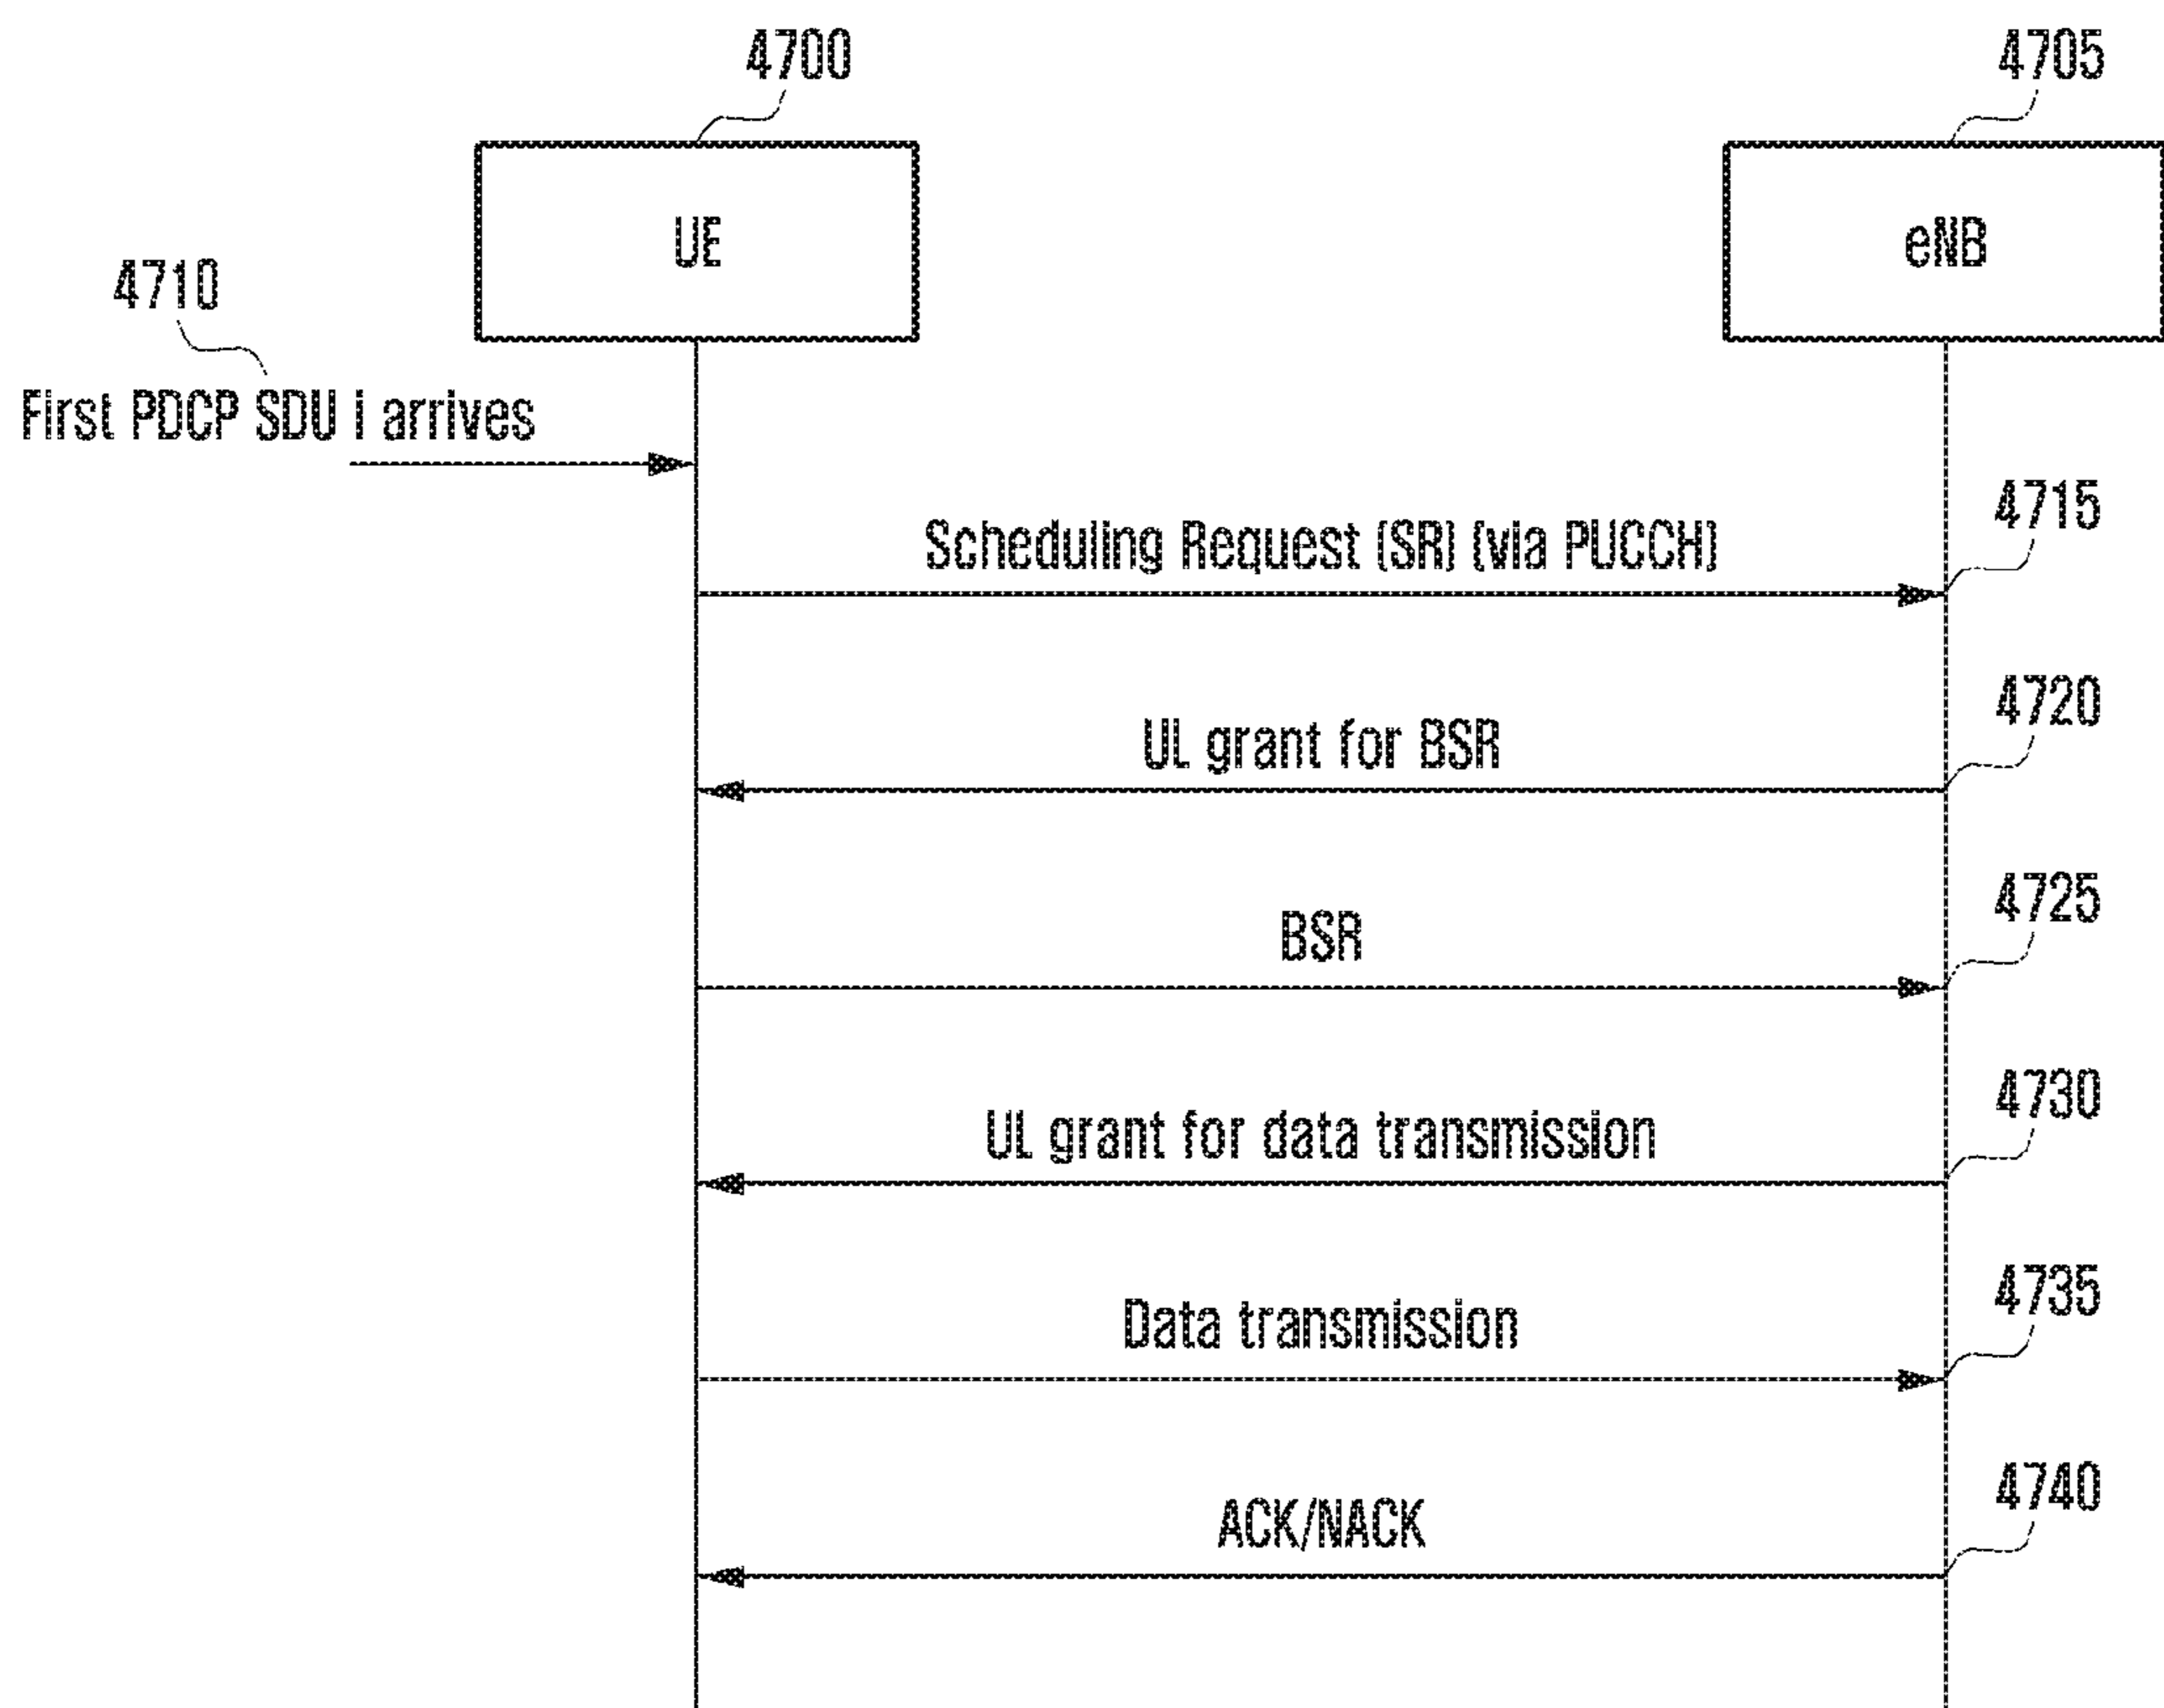 4700
4705
UE
eNB
4710
First PDCP SDU i arrives
4715
Scheduling Request (SR) (via PUCCH)
4720
UL grant for BSR
4725
BSR
4730
UL grant for data transmission
4735
Data transmission
4740
ACK/NACK